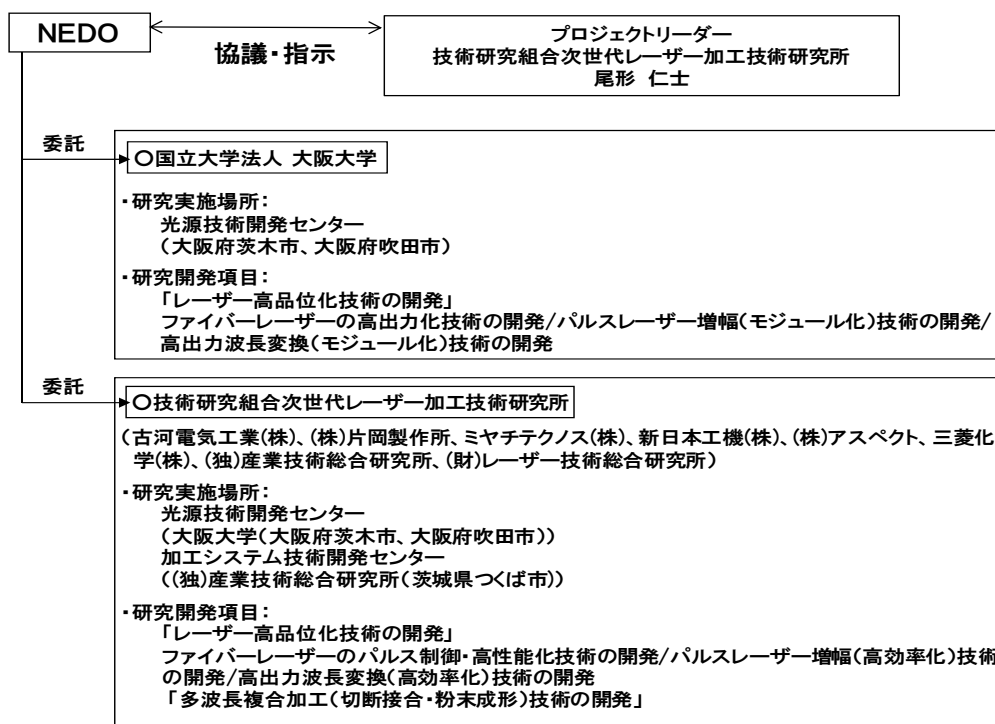 NEDO
協議・指示
プロジェクトリーダー
技術研究組合次世代レーザー加工技術研究所
尾形 仁士
委託
〇国立大学法人 大阪大学
・研究実施場所：
光源技術開発センター
（大阪府茨木市、大阪府吹田市）
・研究開発項目：
「レーザー高品位化技術の開発」
ファイバーレーザーの高出力化技術の開発/パルスレーザー増幅（モジュール化）技術の開発/
高出力波長変換（モジュール化）技術の開発
委託
〇技術研究組合次世代レーザー加工技術研究所
（古河電気工業(株)、(株)片岡製作所、ミヤチテクノス(株)、新日本工機(株)、(株)アスペクト、三菱化
学(株)、(独)産業技術総合研究所、(財)レーザー技術総合研究所）
・研究実施場所：
光源技術開発センター
（大阪大学（大阪府茨木市、大阪府吹田市））
加工システム技術開発センター
（(独)産業技術総合研究所（茨城県つくば市））
・研究開発項目：
「レーザー高品位化技術の開発」
ファイバーレーザーのパルス制御・高性能化技術の開発/パルスレーザー増幅（高効率化）技術
の開発/高出力波長変換（高効率化）技術の開発
「多波長複合加工（切断接合・粉末成形）技術の開発」